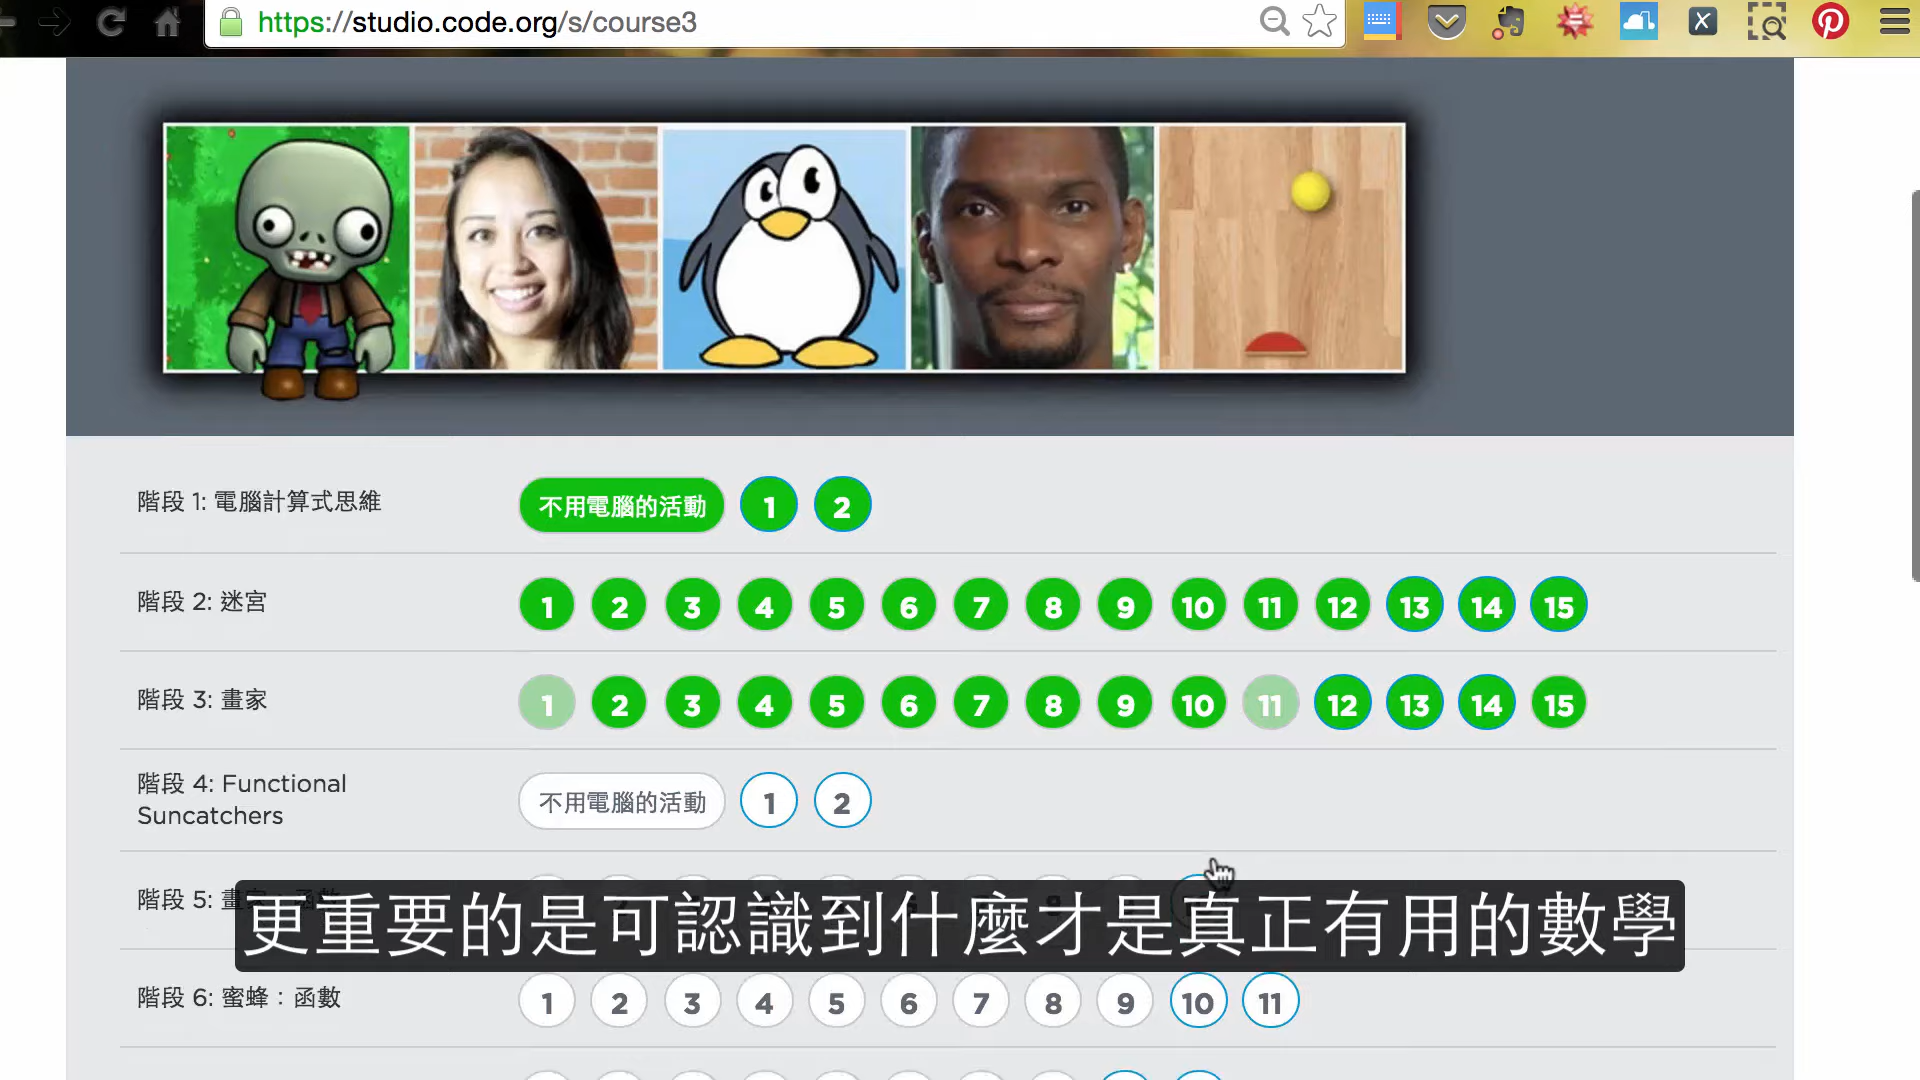 https://studio.code.org/s/course3
階段 1: 電腦計算式思維
不用電腦的活動 1 2
階段 2: 迷宮
1 2 3 4 5 6 7 8 9 10 11 12 13 14 15
階段 3: 畫家
1 2 3 4 5 6 7 8 9 10 11 12 13 14 15
階段 4: Functional
Suncatchers
不用電腦的活動 1 2
階段 5:
更重要的是可認識到什麼才是真正有用的數學
階段 6: 蜜蜂：函數
1 2 3 4 5 6 7 8 9 10 11